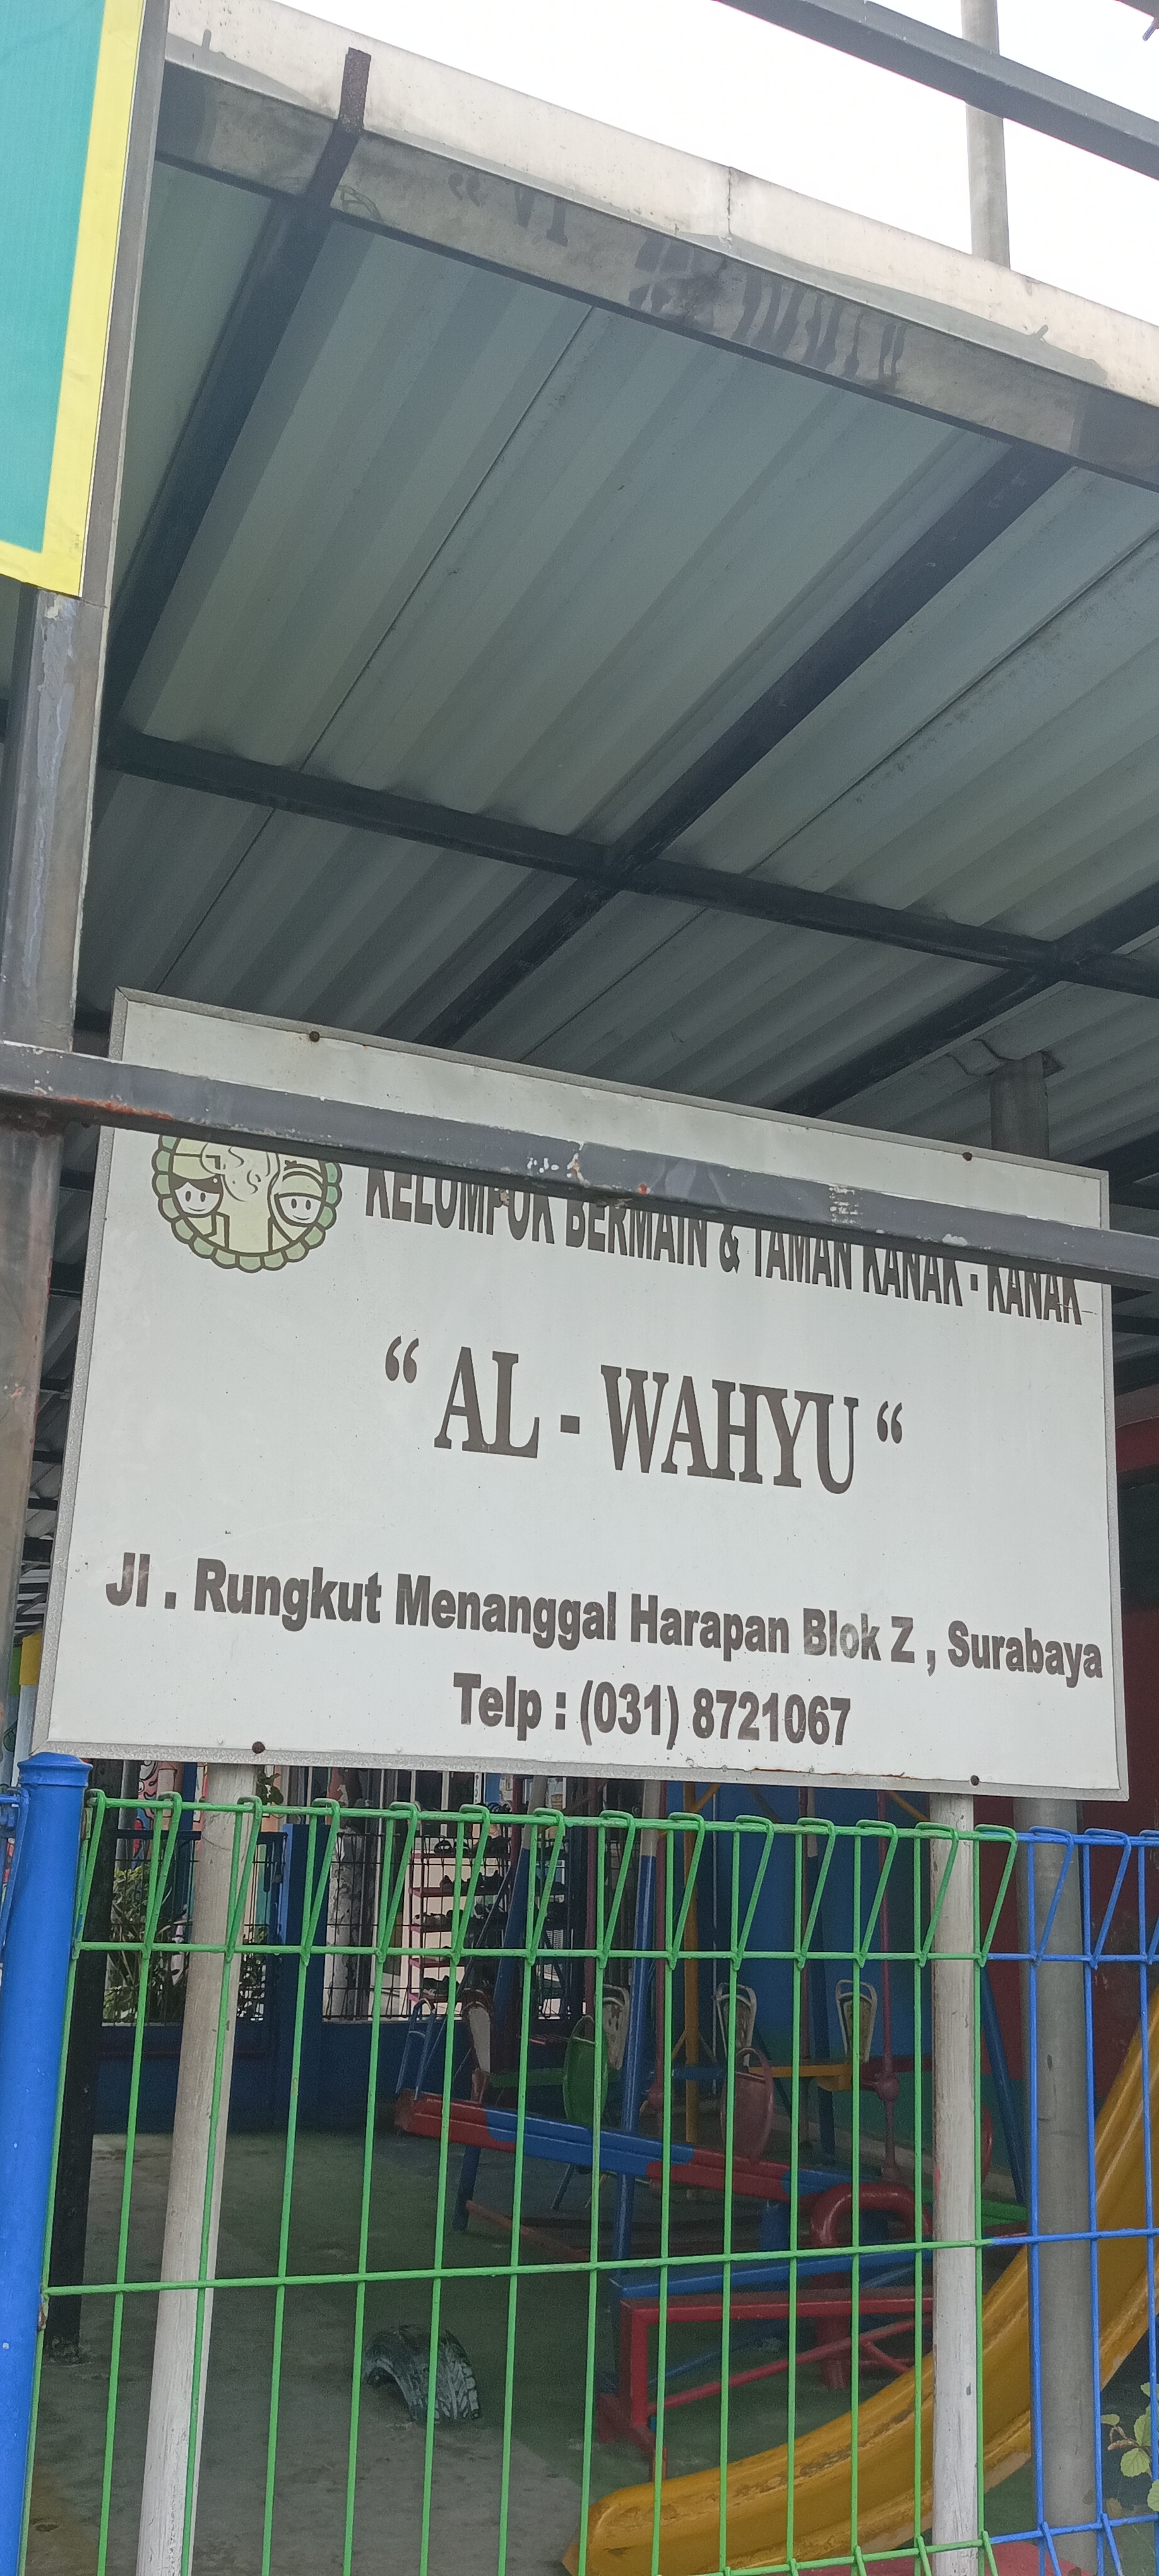 KELOMPOK BERMAIN & TAMAN KANAK - KANAK
“ AL - WAHYU “
Jl . Rungkut Menanggal Harapan Blok Z , Surabaya
Telp : (031) 8721067